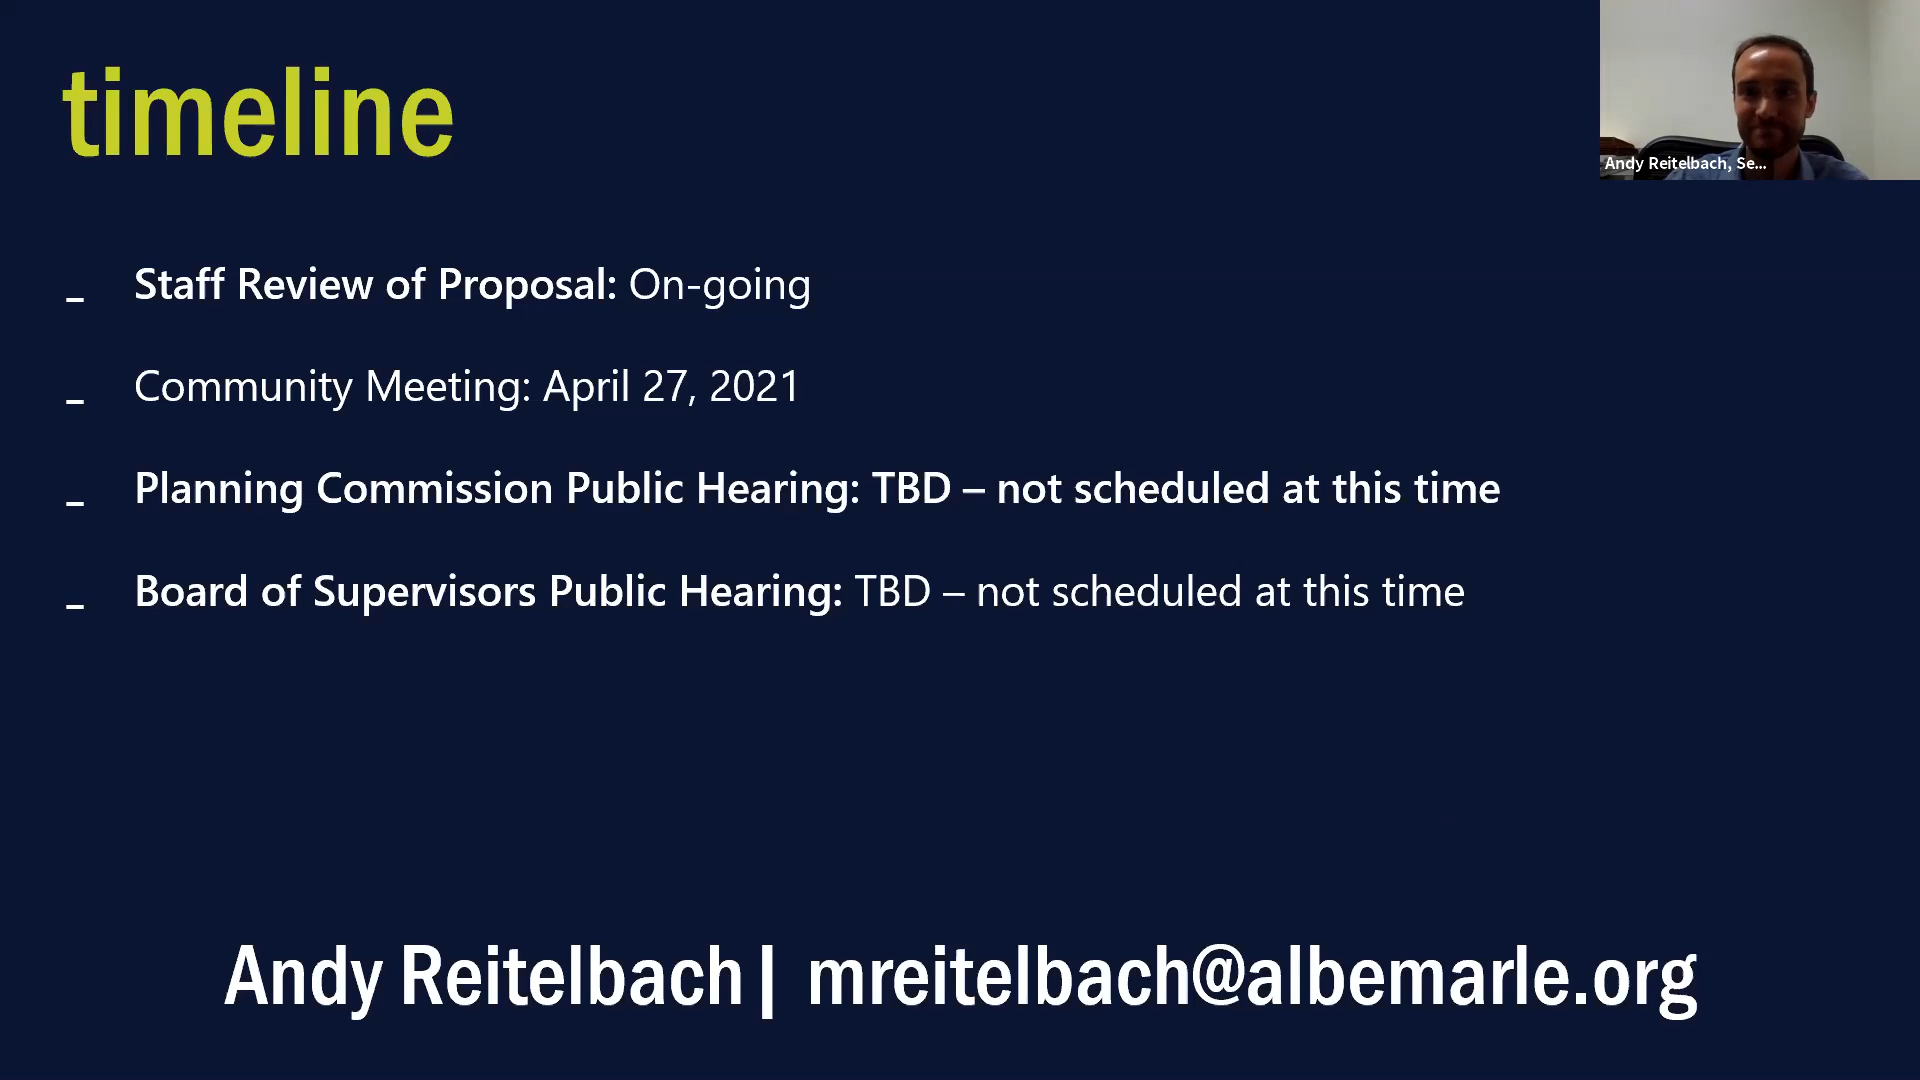 timeline
Andy Reitelbach, Se...
_ Staff Review of Proposal: On-going
_ Community Meeting: April 27, 2021
_ Planning Commission Public Hearing: TBD – not scheduled at this time
_ Board of Supervisors Public Hearing: TBD – not scheduled at this time
Andy Reitelbach | mreitelbach@albemarle.org